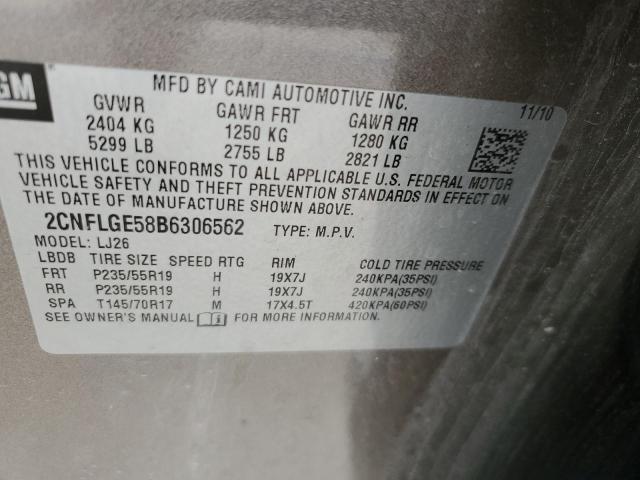 GM
MFD BY CAMI AUTOMOTIVE INC.
GVWR GAWR FRT GAWR RR 11/10
2404 KG 1250 KG 1280 KG
5299 LB 2755 LB 2821 LB
THIS VEHICLE CONFORMS TO ALL APPLICABLE U.S. FEDERAL MOTOR
VEHICLE SAFETY AND THEFT PREVENTION STANDARDS IN EFFECT ON
THE DATE OF MANUFACTURE SHOWN ABOVE.
2CNFLGE58B6306562 TYPE: M.P.V.
MODEL: LJ26
LBDB TIRE SIZE SPEED RTG RIM COLD TIRE PRESSURE
FRT P235/55R19 H 19X7J 240KPA(35PSI)
RR P235/55R19 H 19X7J 240KPA(35PSI)
SPA T145/70R17 M 17X4.5T 420KPA(60PSI)
SEE OWNER'S MANUAL FOR MORE INFORMATION.